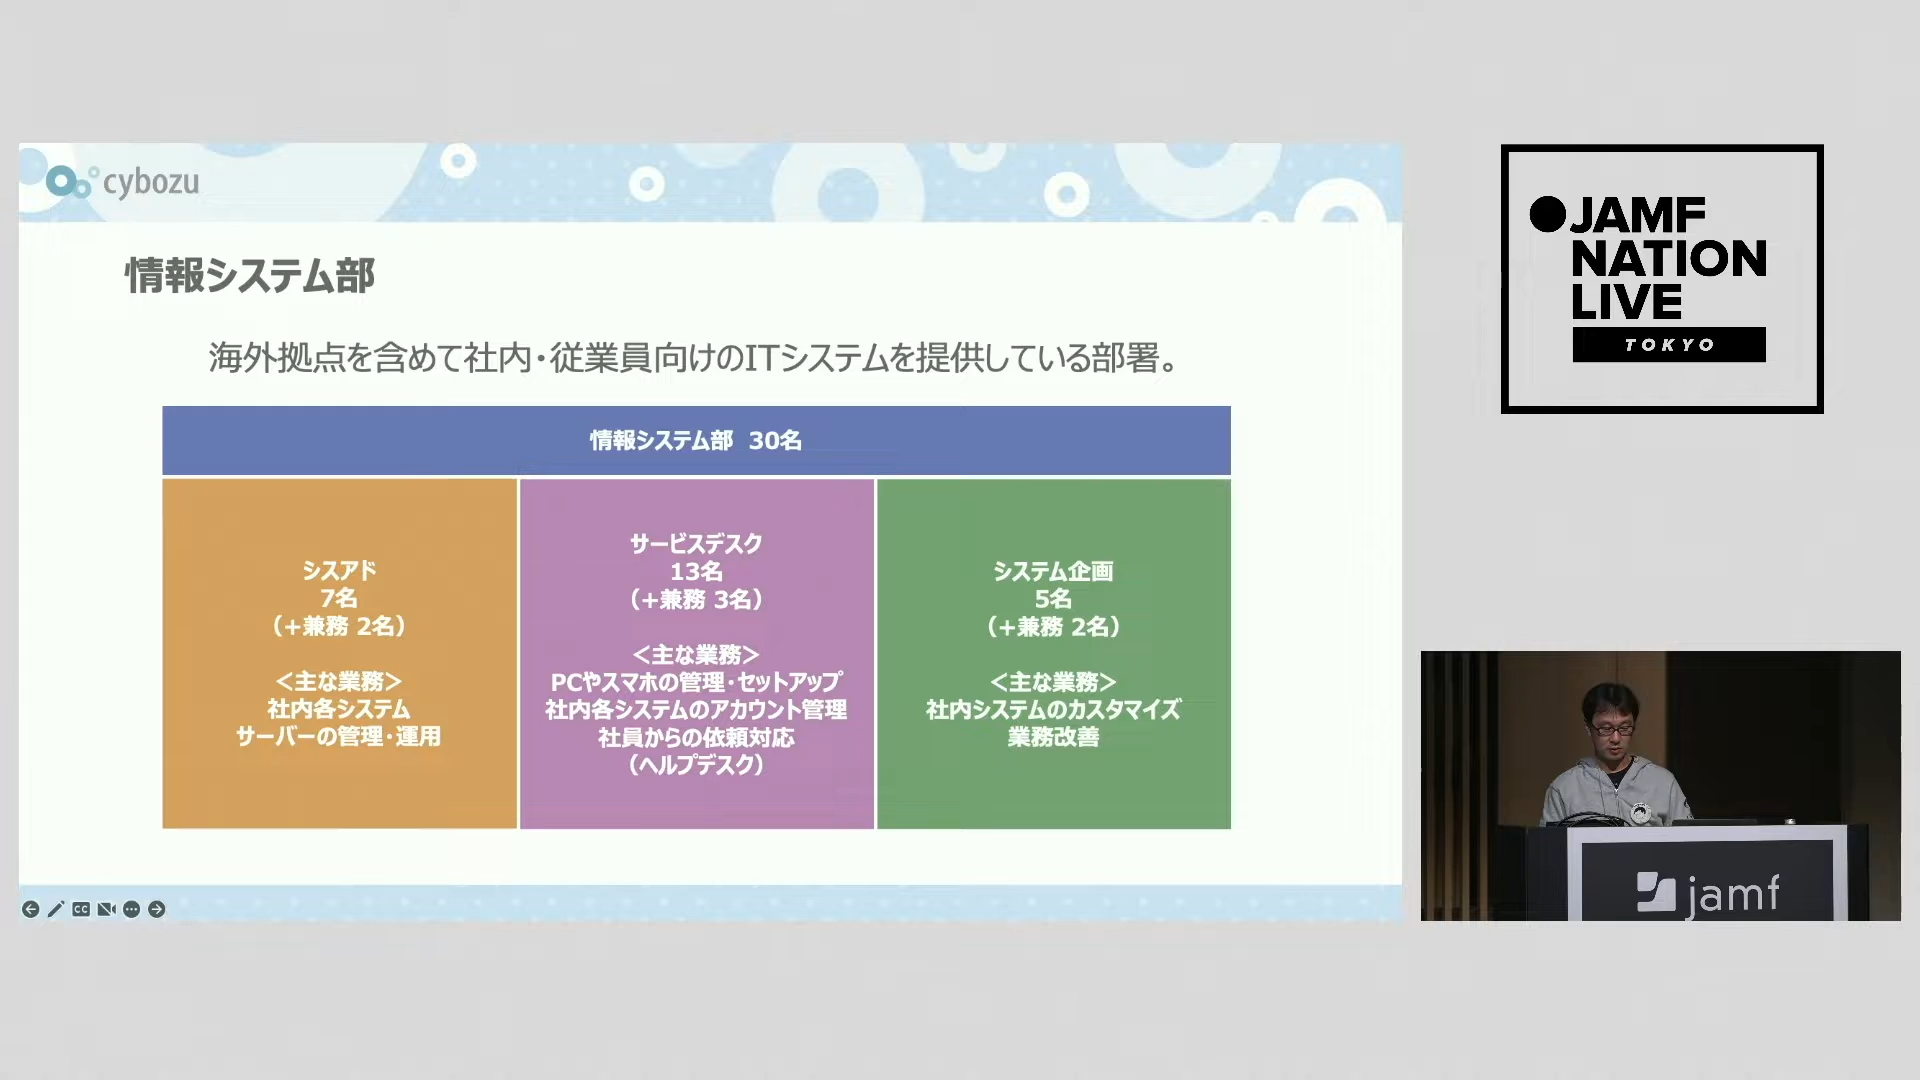 cybozu
情報システム部
海外拠点を含めて社内・従業員向けのITシステムを提供している部署。
情報システム部 30名
シスアド
7名
（+兼務 2名）
＜主な業務＞
社内各システム
サーバーの管理・運用
サービスデスク
13名
（+兼務 3名）
＜主な業務＞
PCやスマホの管理・セットアップ
社内各システムのアカウント管理
社員からの依頼対応
（ヘルプデスク）
システム企画
5名
（+兼務 2名）
＜主な業務＞
社内システムのカスタマイズ
業務改善
CC
JAMF
NATION
LIVE
TOKYO
jamf